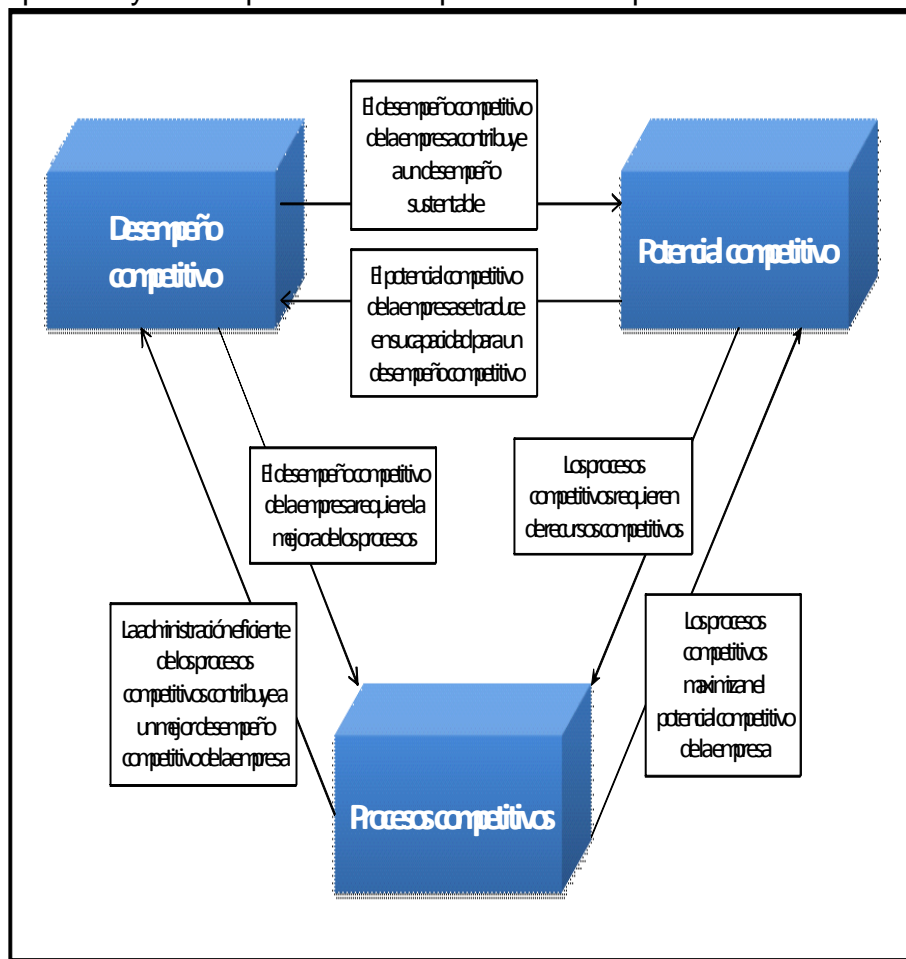 El desempeño competitivo
de la empresa contribuye
a un desempeño
sustentable
Desempeño
competitivo
Potencial competitivo
El potencial competitivo
de la empresa se traduce
en su capacidad para un
desempeño competitivo
El desempeño competitivo
de la empresa requiere la
mejora de los procesos
Los procesos
competitivos requieren
de recursos competitivos
La administración eficiente
de los procesos
competitivos contribuye a
un mejor desempeño
competitivo de la empresa
Los procesos
competitivos
maximizan el
potencial competitivo
de la empresa
Procesos competitivos